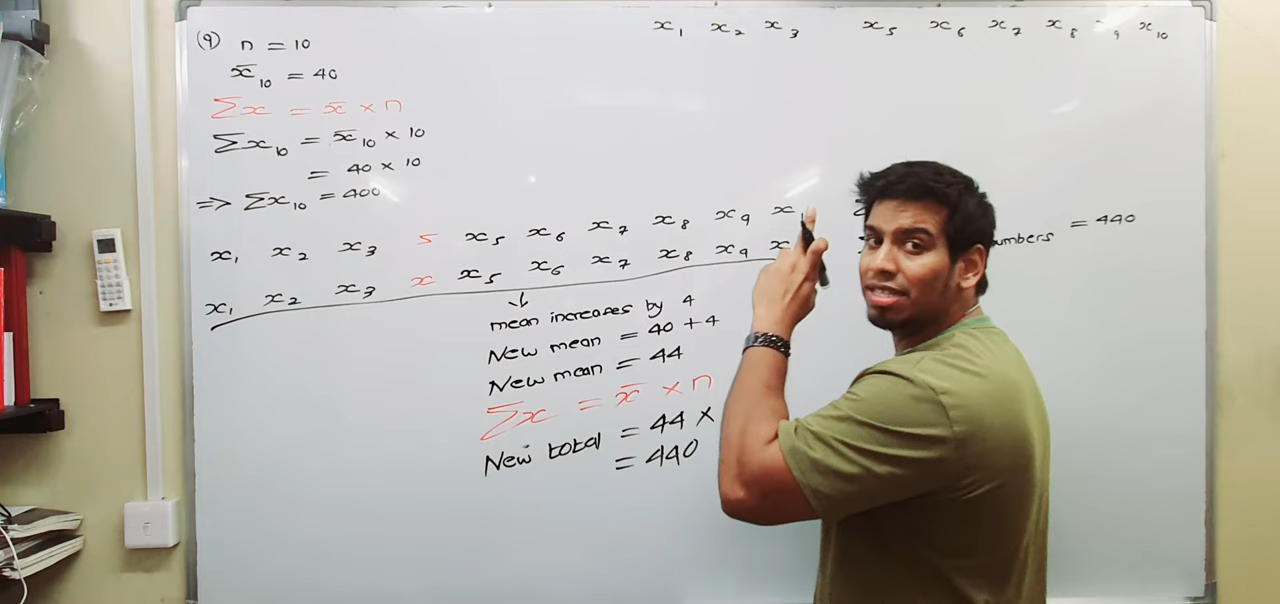 x₁ x₂ x₃ x₅ x₆ x₇ x₈ ₉ x₁₀
(9) n = 10
x̄₁₀ = 40
Σx = x̄ × n
Σx₁₀ = x̄₁₀ × 10
= 40 × 10
⇒ Σx₁₀ = 400
x₁ x₂ x₃ 5 x₅ x₆ x₇ x₈ x₉ x
umbers = 440
x₁ x₂ x₃ x x₅ x₆ x₇ x₈ x₉ x
mean increases by 4
New mean = 40 + 4
New mean = 44
Σx = x̄ × n
New total = 44 ×
= 440